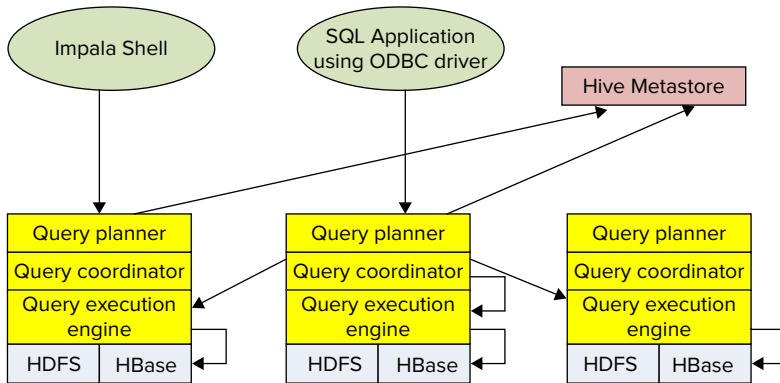 Impala Shell
SQL Application
using ODBC driver
Hive Metastore
Query planner
Query coordinator
Query execution
engine
HDFS
HBase
Query planner
Query coordinator
Query execution
engine
HDFS
HBase
Query planner
Query coordinator
Query execution
engine
HDFS
HBase